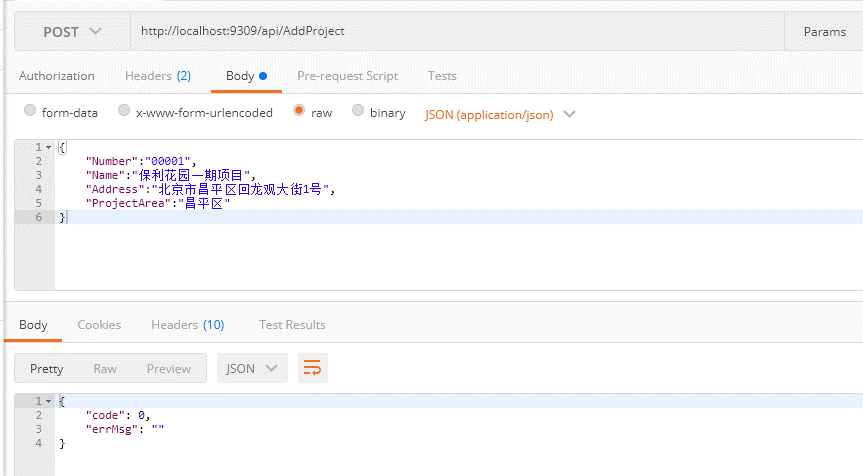 POST http://localhost:9309/api/AddProject Params
Authorization Headers (2) Body Pre-request Script Tests
form-data x-www-form-urlencoded raw binary JSON (application/json)
1 {
2 "Number":"00001",
3 "Name":"保利花园一期项目",
4 "Address":"北京市昌平区回龙观大街1号",
5 "ProjectArea":"昌平区"
6 }
Body Cookies Headers (10) Test Results
Pretty Raw Preview JSON
1 {
2 "code": 0,
3 "errMsg": ""
4 }